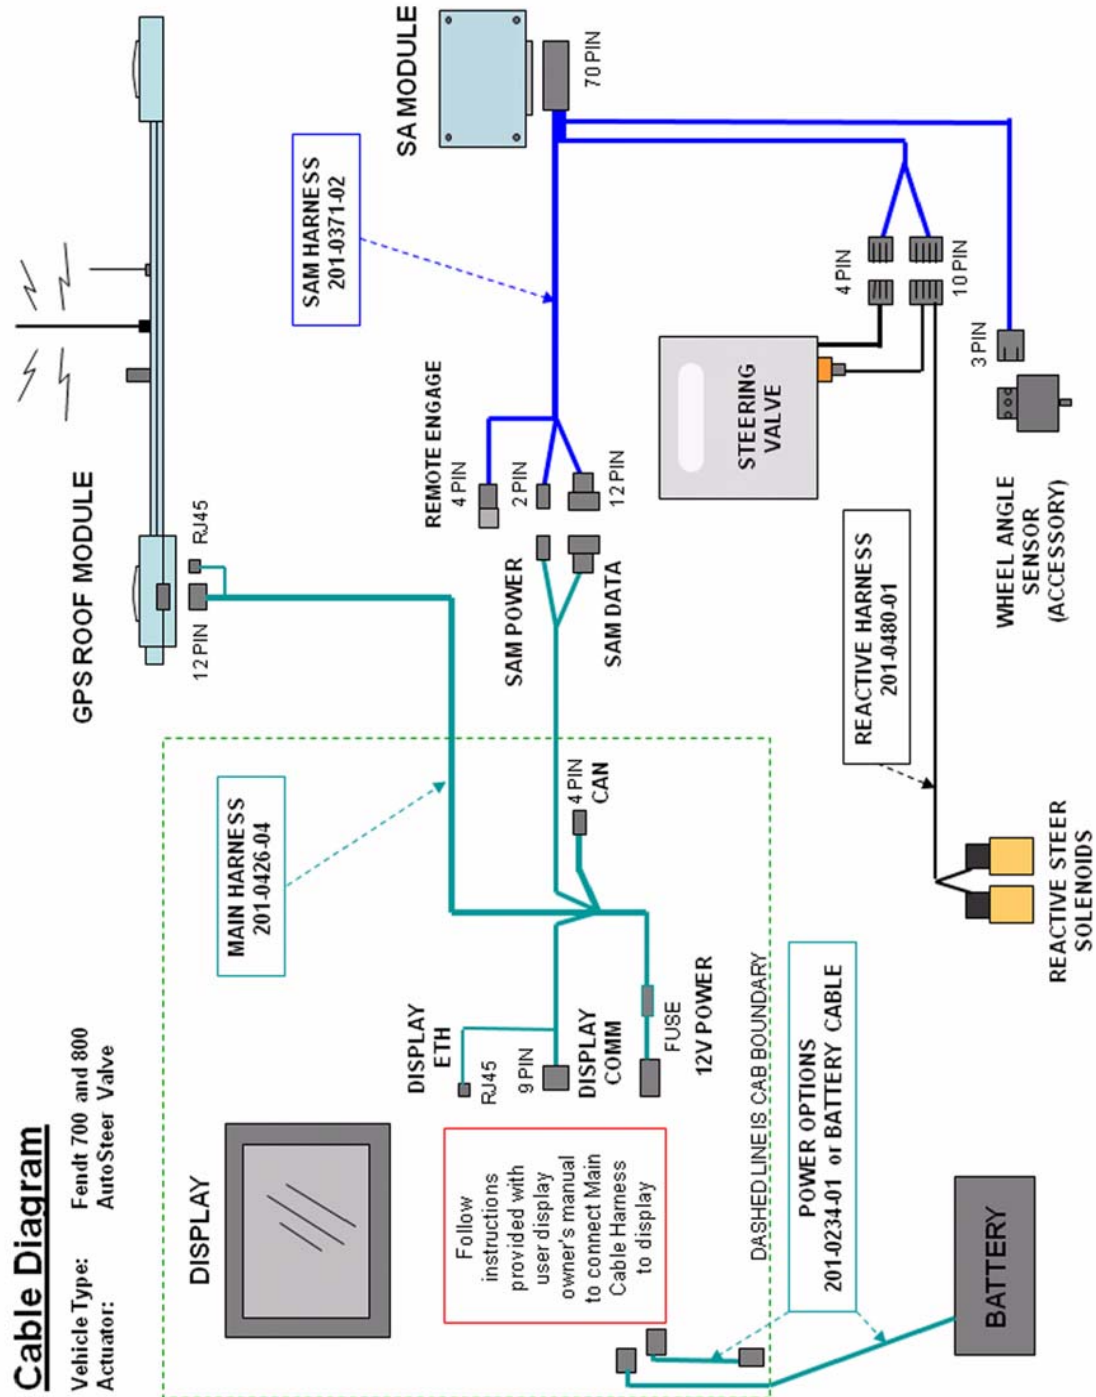 Cable Diagram
Vehicle Type: Fendt 700 and 800
Actuator: AutoSteer Valve
DISPLAY
Follow
instructions
provided with
user display
owner's manual
to connect Main
Cable Harness
to display
MAIN HARNESS
201-0426-04
DISPLAY
ETH
RJ45
9 PIN
DISPLAY
COMM
FUSE
12V POWER
4 PIN
CAN
DASHED LINE IS CAB BOUNDARY
POWER OPTIONS
201-0234-01 or BATTERY CABLE
BATTERY
GPS ROOF MODULE
12 PIN
RJ45
SAM POWER
SAM DATA
REMOTE ENGAGE
4 PIN
2 PIN
12 PIN
SAM HARNESS
201-0371-02
SA MODULE
70 PIN
STEERING
VALVE
4 PIN
10 PIN
3 PIN
WHEEL ANGLE
SENSOR
(ACCESSORY)
REACTIVE HARNESS
201-0480-01
REACTIVE STEER
SOLENOIDS